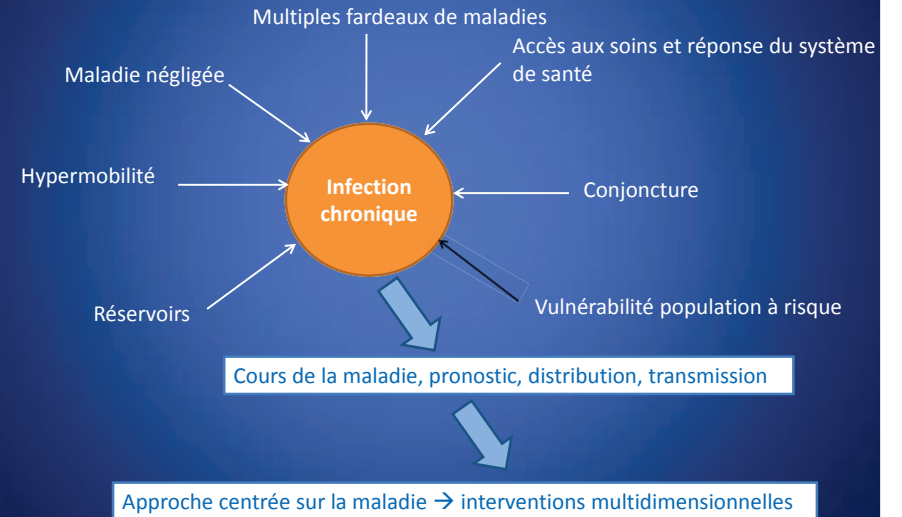 Multiples fardeaux de maladies
Accès aux soins et réponse du système
de santé
Maladie négligée
Hypermobilité
Infection
chronique
Conjoncture
Réservoirs
Vulnérabilité population à risque
Cours de la maladie, pronostic, distribution, transmission
Approche centrée sur la maladie → interventions multidimensionnelles